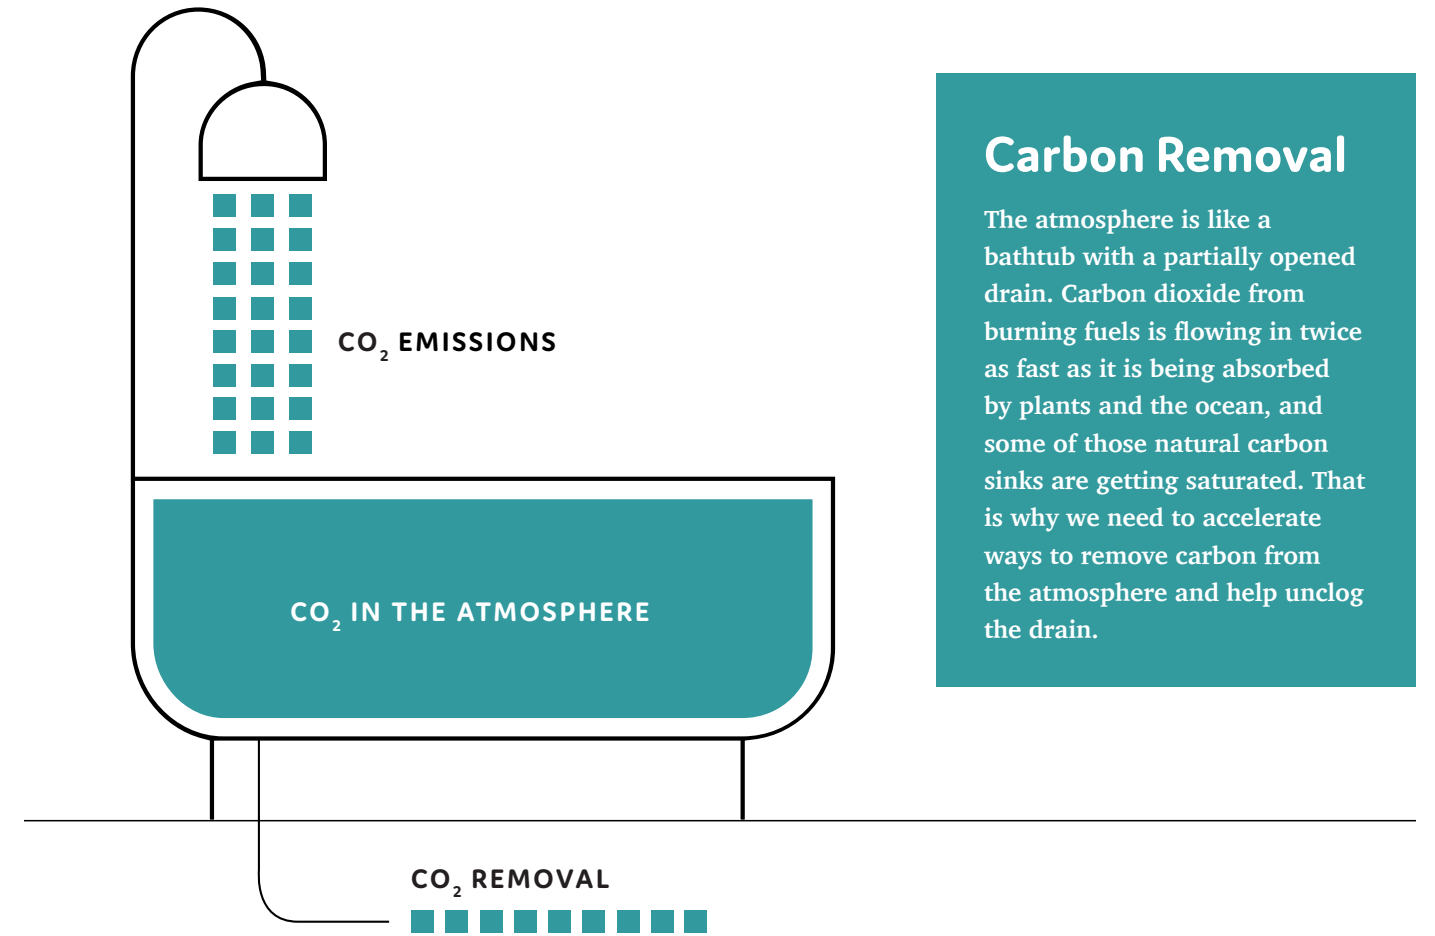 CO2 EMISSIONS
CO2 IN THE ATMOSPHERE
CO2 REMOVAL
Carbon Removal
The atmosphere is like a
bathtub with a partially opened
drain. Carbon dioxide from
burning fuels is flowing in twice
as fast as it is being absorbed
by plants and the ocean, and
some of those natural carbon
sinks are getting saturated. That
is why we need to accelerate
ways to remove carbon from
the atmosphere and help unclog
the drain.